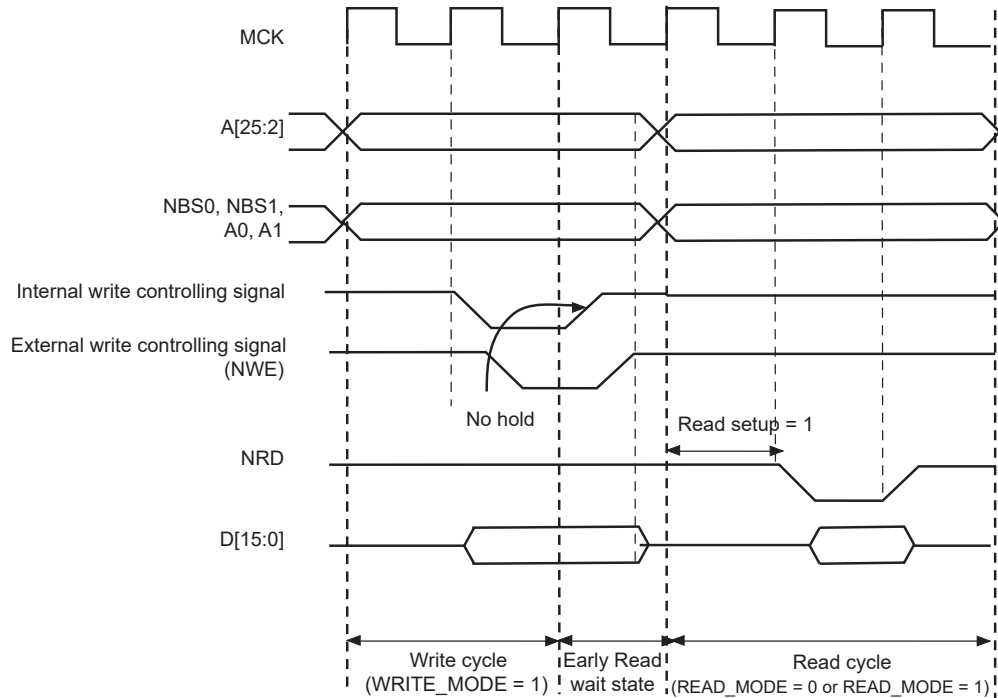 MCK
A[25:2]
NBS0, NBS1,
A0, A1
Internal write controlling signal
External write controlling signal
(NWE)
No hold
Read setup = 1
NRD
D[15:0]
Write cycle
(WRITE_MODE = 1)
Early Read
wait state
Read cycle
(READ_MODE = 0 or READ_MODE = 1)